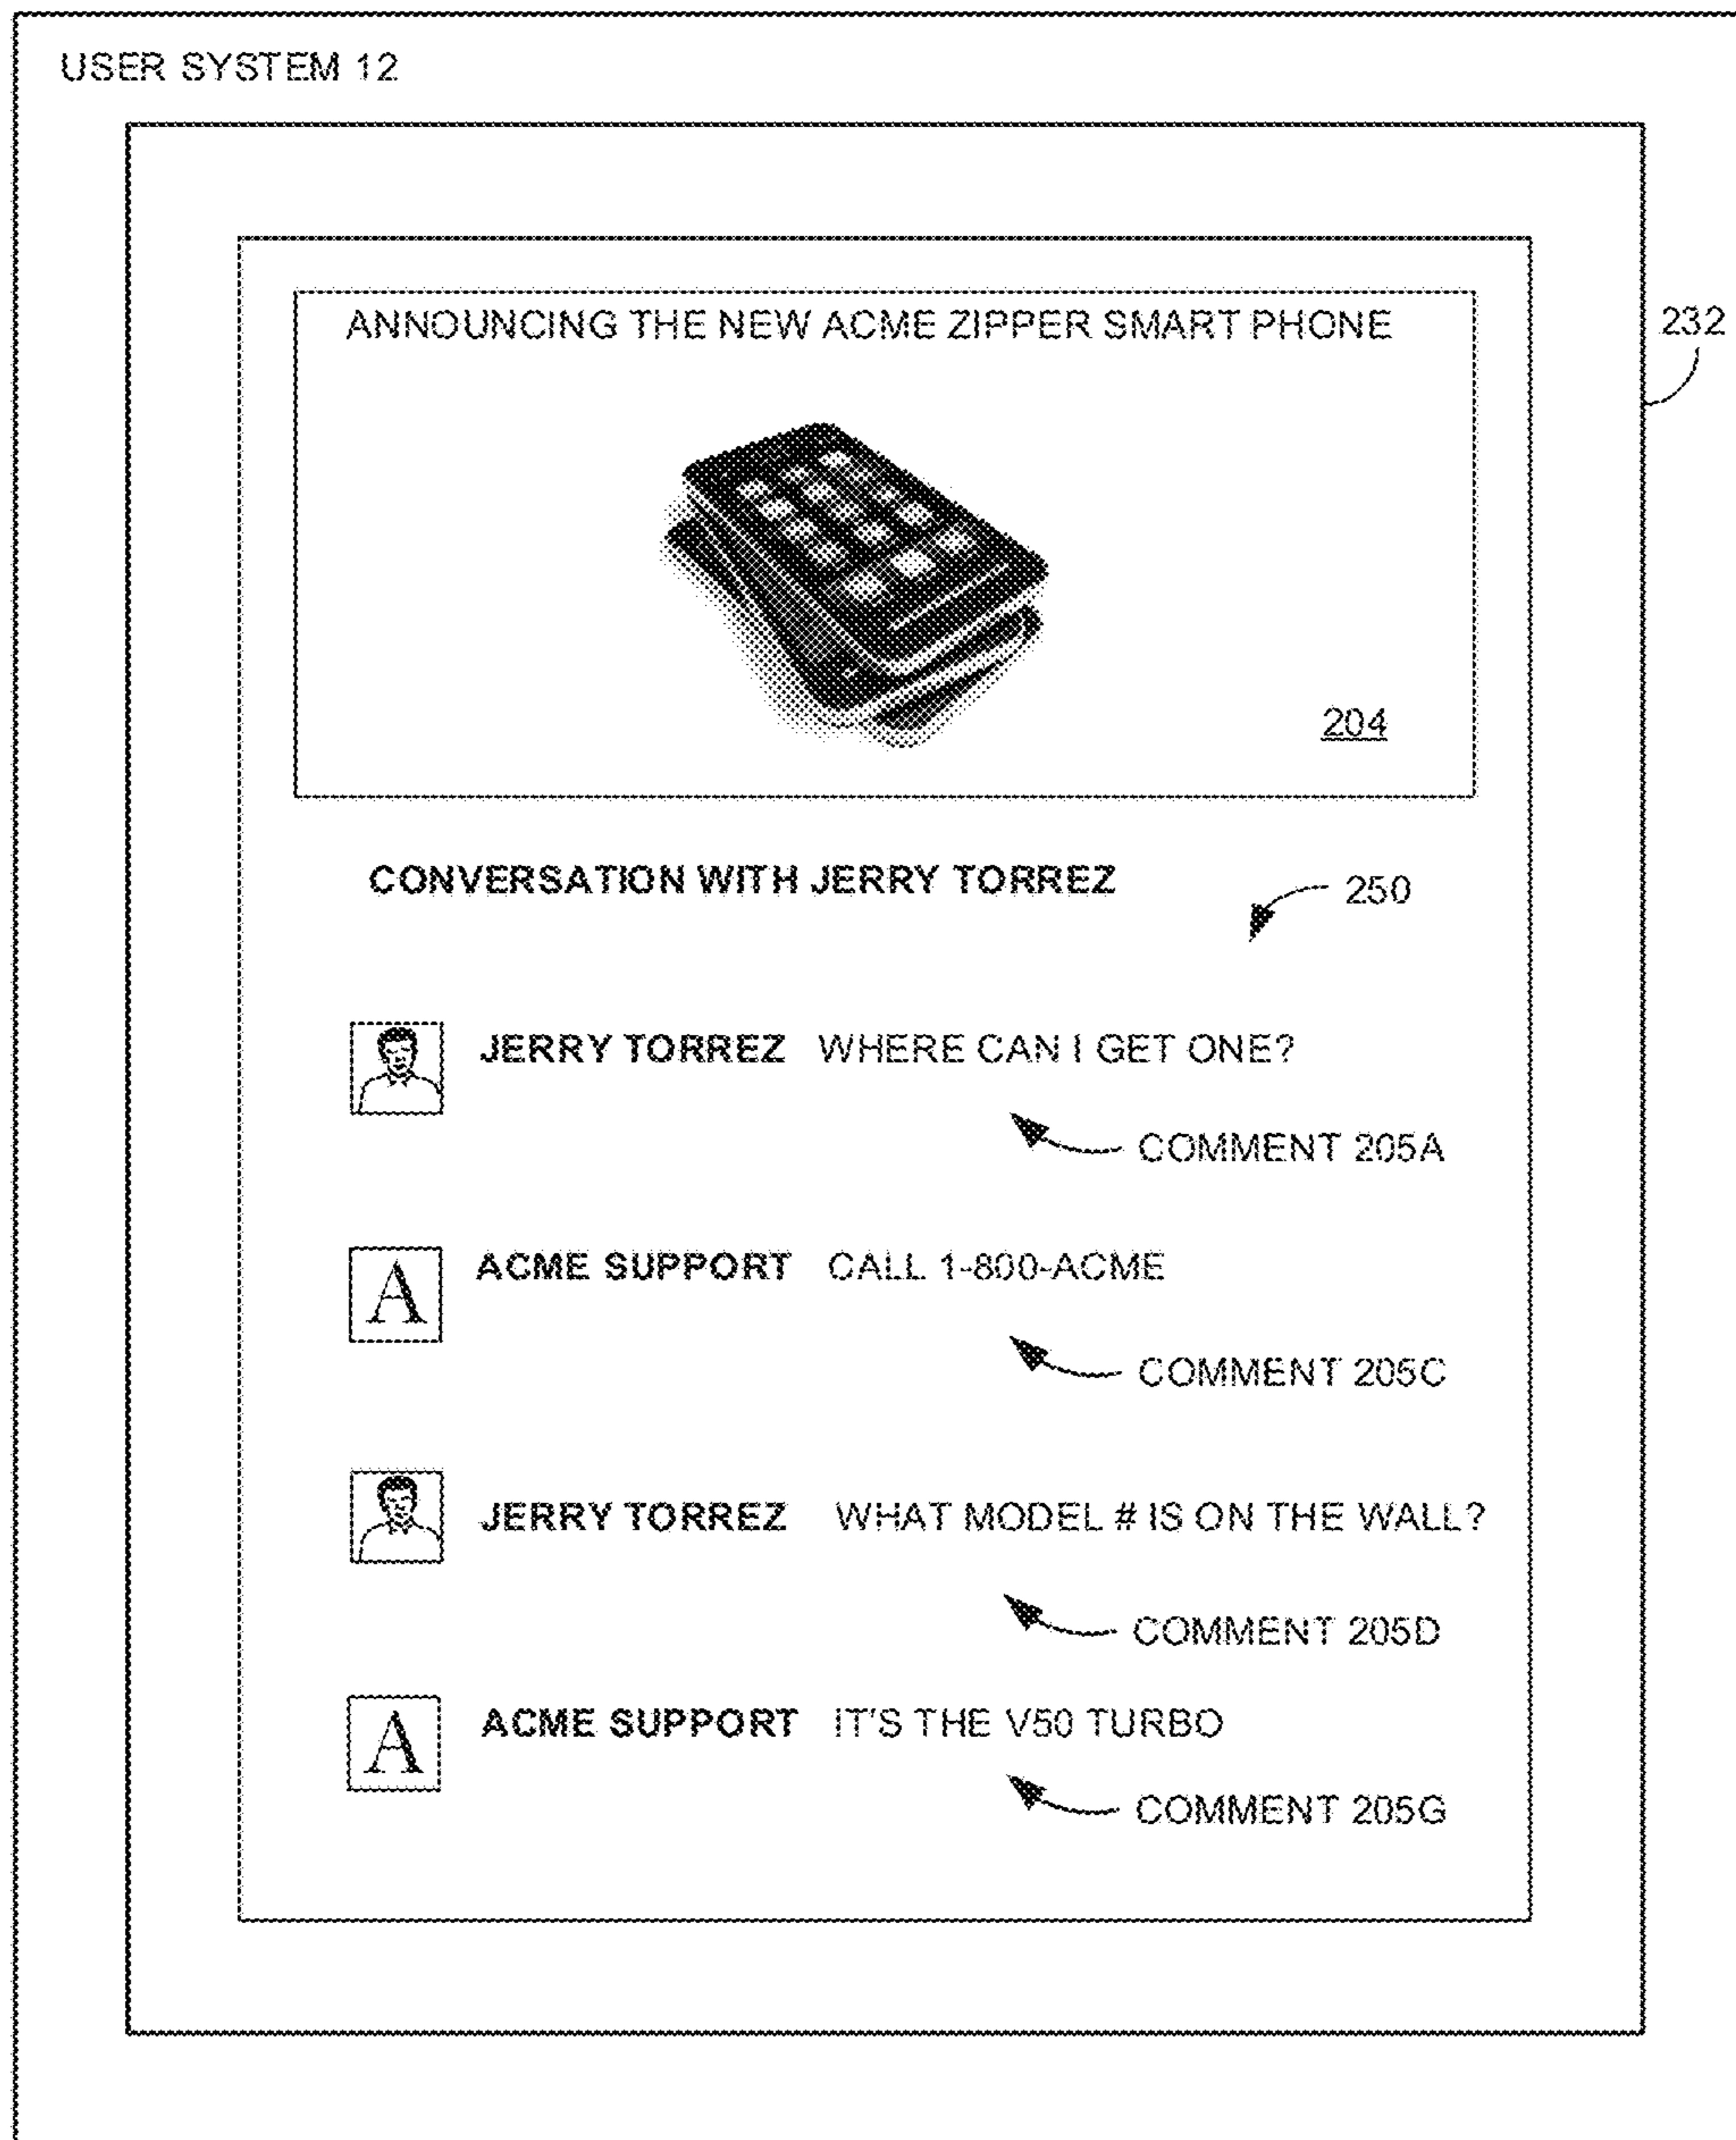 USER SYSTEM 12
ANNOUNCING THE NEW ACME ZIPPER SMART PHONE
232
204
CONVERSATION WITH JERRY TORREZ
250
JERRY TORREZ WHERE CAN I GET ONE?
COMMENT 205A
A
ACME SUPPORT CALL 1-800-ACME
COMMENT 205C
JERRY TORREZ WHAT MODEL # IS ON THE WALL?
COMMENT 205D
A
ACME SUPPORT IT'S THE V50 TURBO
COMMENT 205G